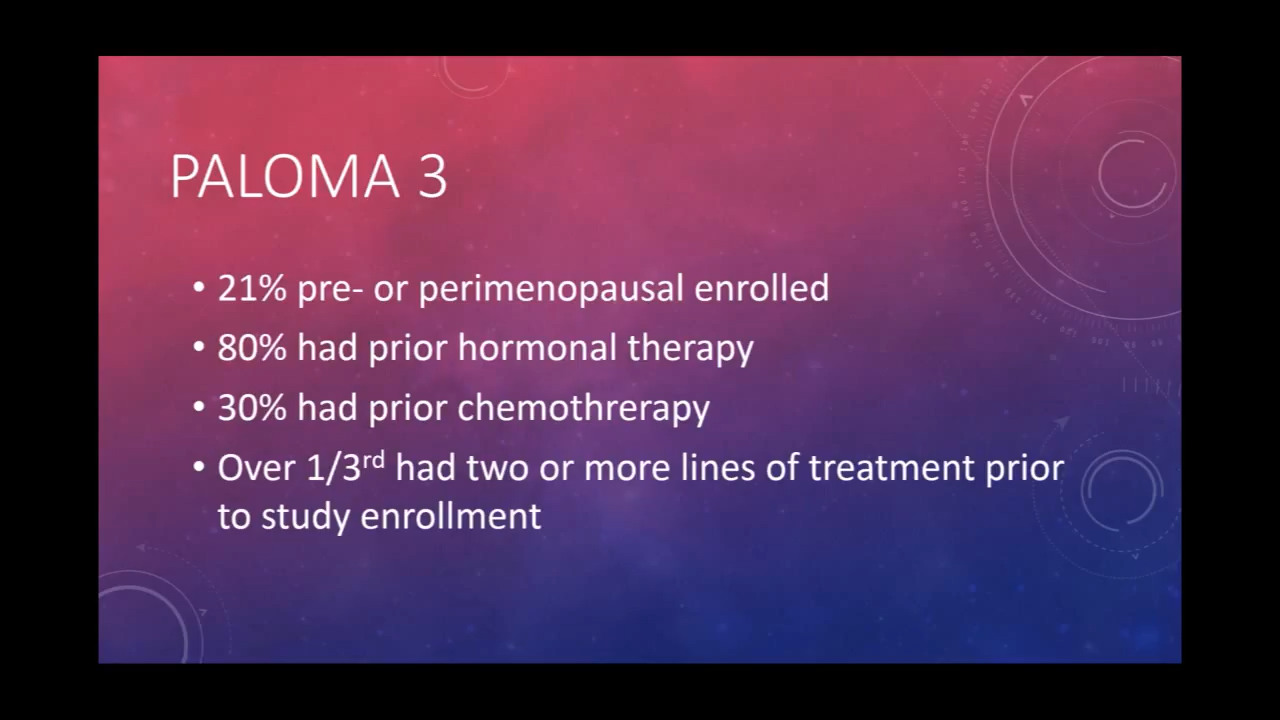 PALOMA 3
• 21% pre- or perimenopausal enrolled
• 80% had prior hormonal therapy
• 30% had prior chemothrerapy
• Over 1/3rd had two or more lines of treatment prior
to study enrollment